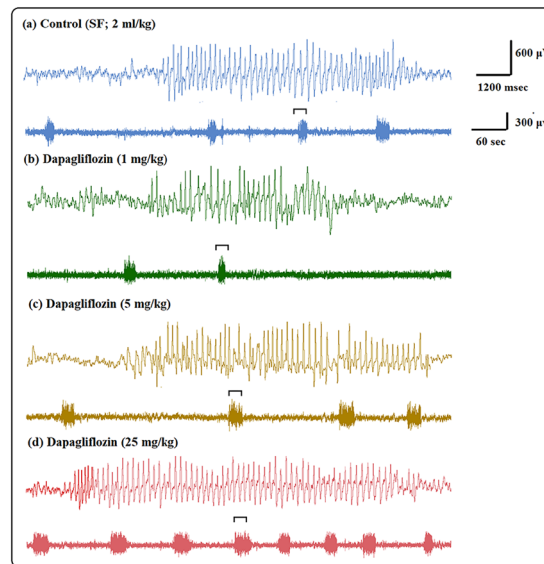 (a) Control (SF; 2 ml/kg)
600 µV
1200 msec
300 µV
60 sec
(b) Dapagliflozin (1 mg/kg)
(c) Dapagliflozin (5 mg/kg)
(d) Dapagliflozin (25 mg/kg)